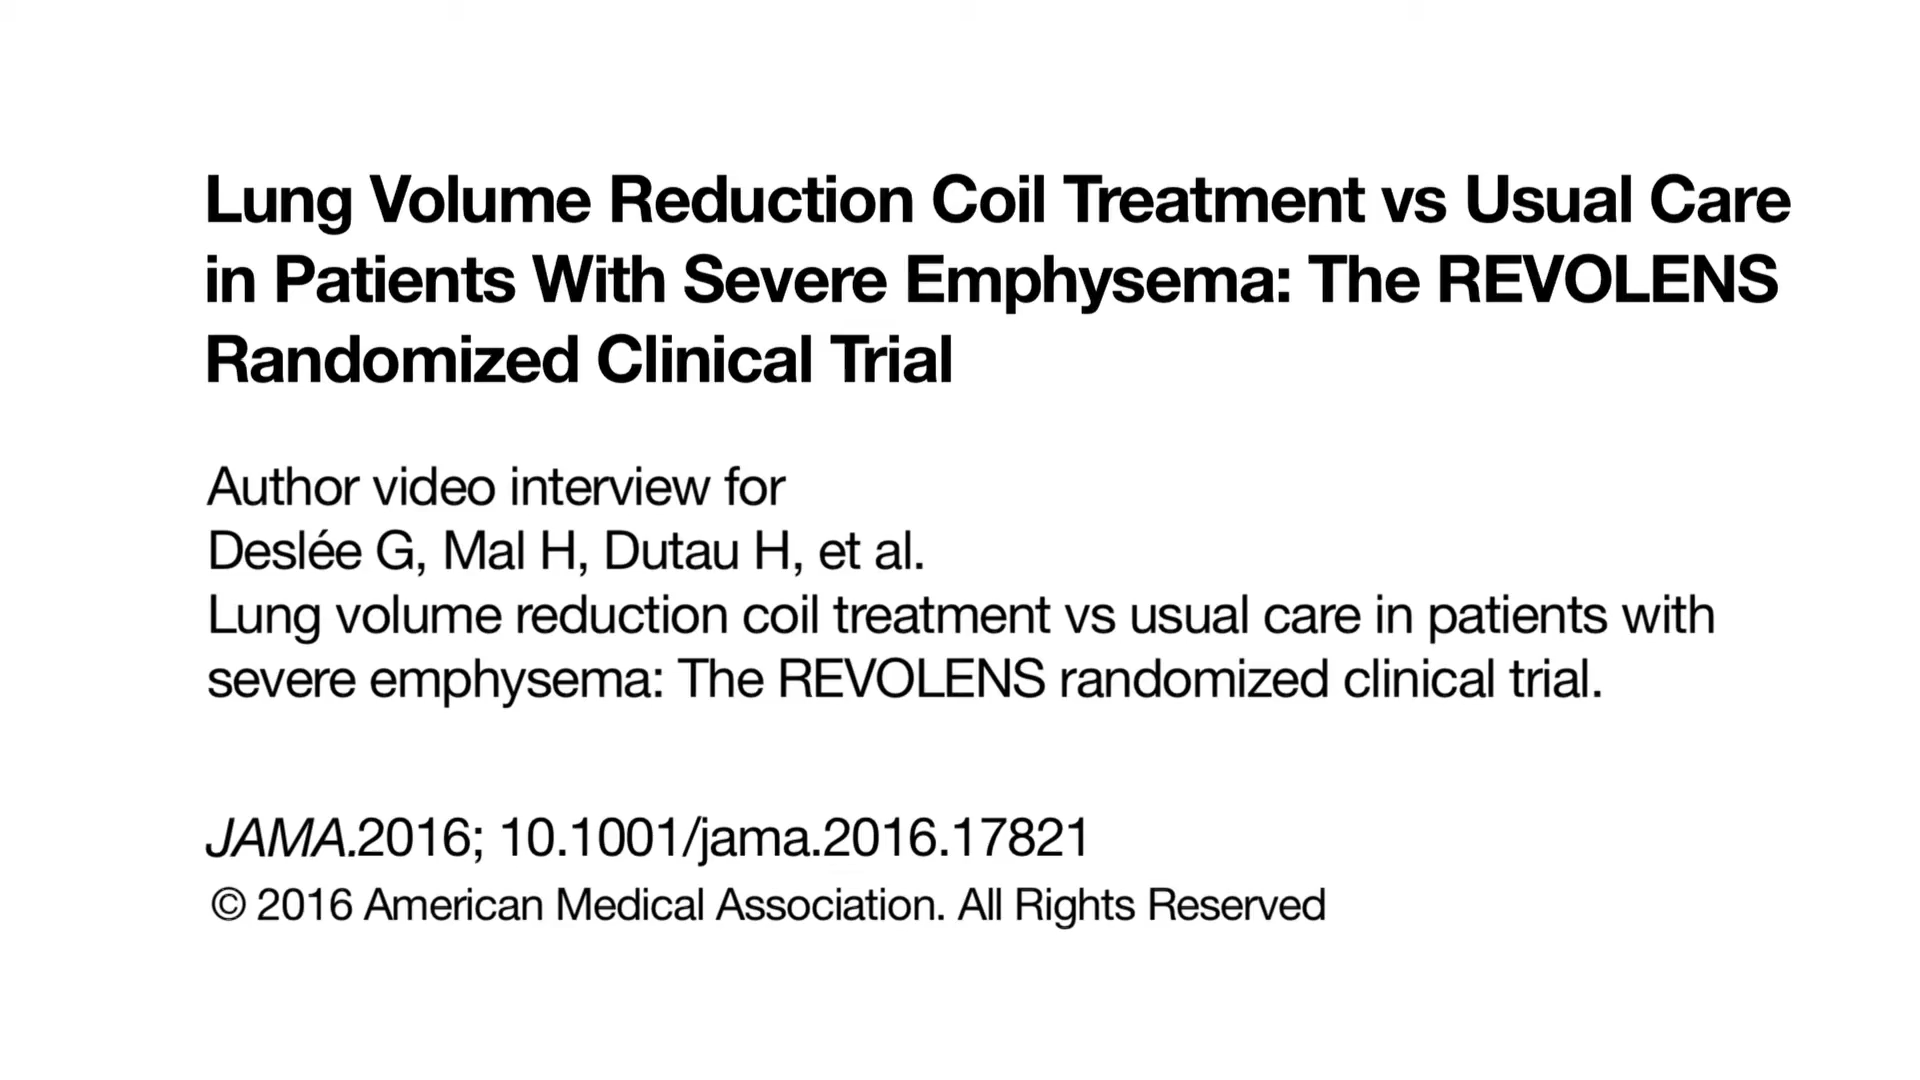 Lung Volume Reduction Coil Treatment vs Usual Care
in Patients With Severe Emphysema: The REVOLENS
Randomized Clinical Trial
Author video interview for
Deslée G, Mal H, Dutau H, et al.
Lung volume reduction coil treatment vs usual care in patients with
severe emphysema: The REVOLENS randomized clinical trial.
JAMA.2016; 10.1001/jama.2016.17821
© 2016 American Medical Association. All Rights Reserved